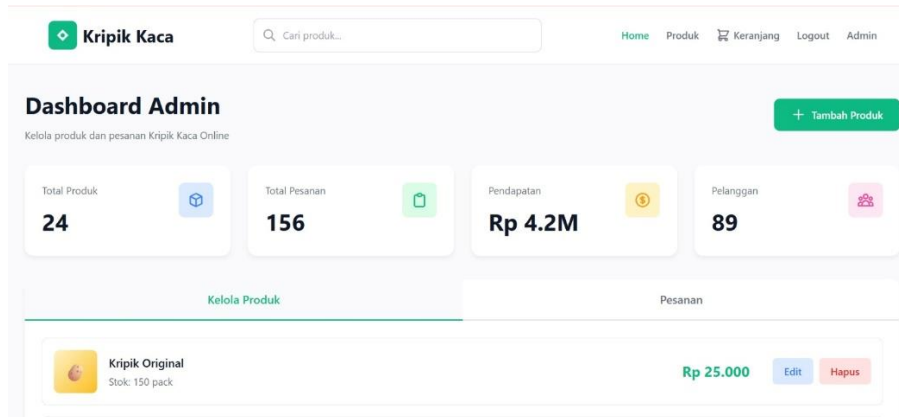 Kripik Kaca
Cari produk...
Home Produk Keranjang Logout Admin
Dashboard Admin
Kelola produk dan pesanan Kripik Kaca Online
+ Tambah Produk
Total Produk
24
Total Pesanan
156
Pendapatan
Rp 4.2M
Pelanggan
89
Kelola Produk
Pesanan
Kripik Original
Stok: 150 pack
Rp 25.000
Edit
Hapus